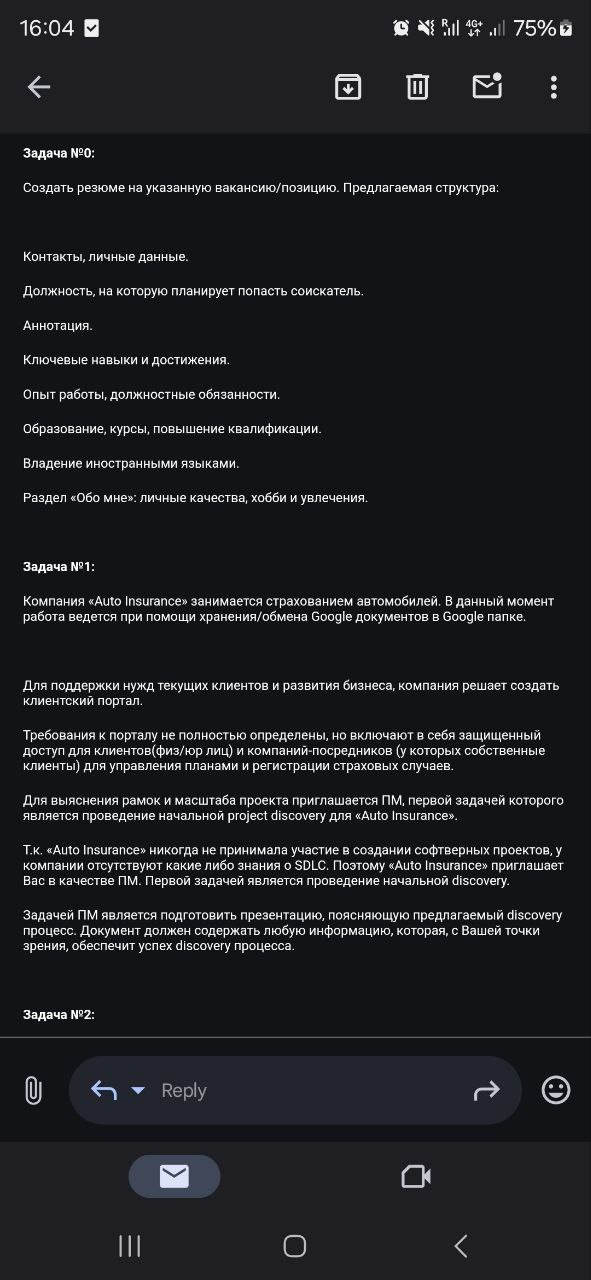 16:04
R 4G+ 75%
Задача №0:
Создать резюме на указанную вакансию/позицию. Предлагаемая структура:
Контакты, личные данные.
Должность, на которую планирует попасть соискатель.
Аннотация.
Ключевые навыки и достижения.
Опыт работы, должностные обязанности.
Образование, курсы, повышение квалификации.
Владение иностранными языками.
Раздел «Обо мне»: личные качества, хобби и увлечения.
Задача №1:
Компания «Auto Insurance» занимается страхованием автомобилей. В данный момент
работа ведется при помощи хранения/обмена Google документов в Google папке.
Для поддержки нужд текущих клиентов и развития бизнеса, компания решает создать
клиентский портал.
Требования к порталу не полностью определены, но включают в себя защищенный
доступ для клиентов(физ/юр лиц) и компаний-посредников (у которых собственные
клиенты) для управления планами и регистрации страховых случаев.
Для выяснения рамок и масштаба проекта приглашается ПМ, первой задачей которого
является проведение начальной project discovery для «Auto Insurance».
Т.к. «Auto Insurance» никогда не принимала участие в создании софтверных проектов, у
компании отсутствуют какие либо знания о SDLC. Поэтому «Auto Insurance» приглашает
Вас в качестве ПМ. Первой задачей является проведение начальной discovery.
Задачей ПМ является подготовить презентацию, поясняющую предлагаемый discovery
процесс. Документ должен содержать любую информацию, которая, с Вашей точки
зрения, обеспечит успех discovery процесса.
Задача №2:
Reply